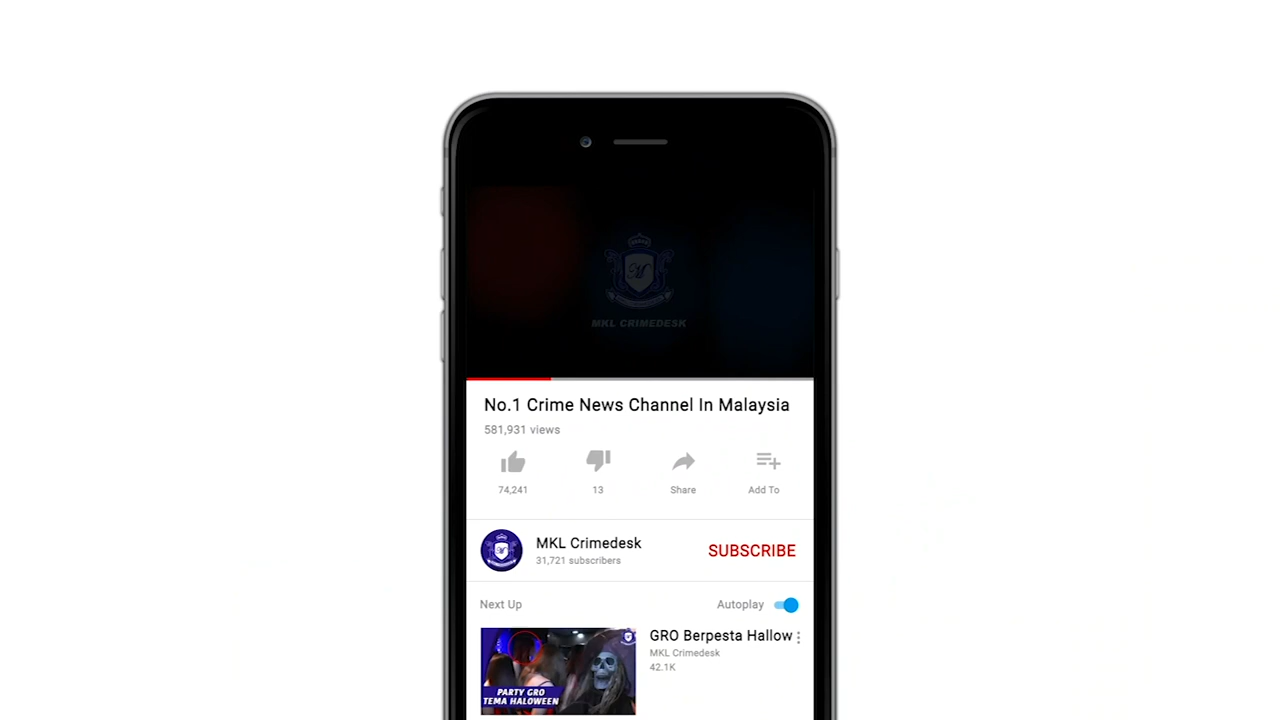 M
MKL CRIMEDESK
No.1 Crime News Channel In Malaysia
581,931 views
74,241
13
Share
Add To
MKL Crimedesk
31,721 subscribers
SUBSCRIBE
Next Up
Autoplay
GRO Berpesta Hallow
MKL Crimedesk
42.1K
PARTY GRO
TEMA HALOWEEN